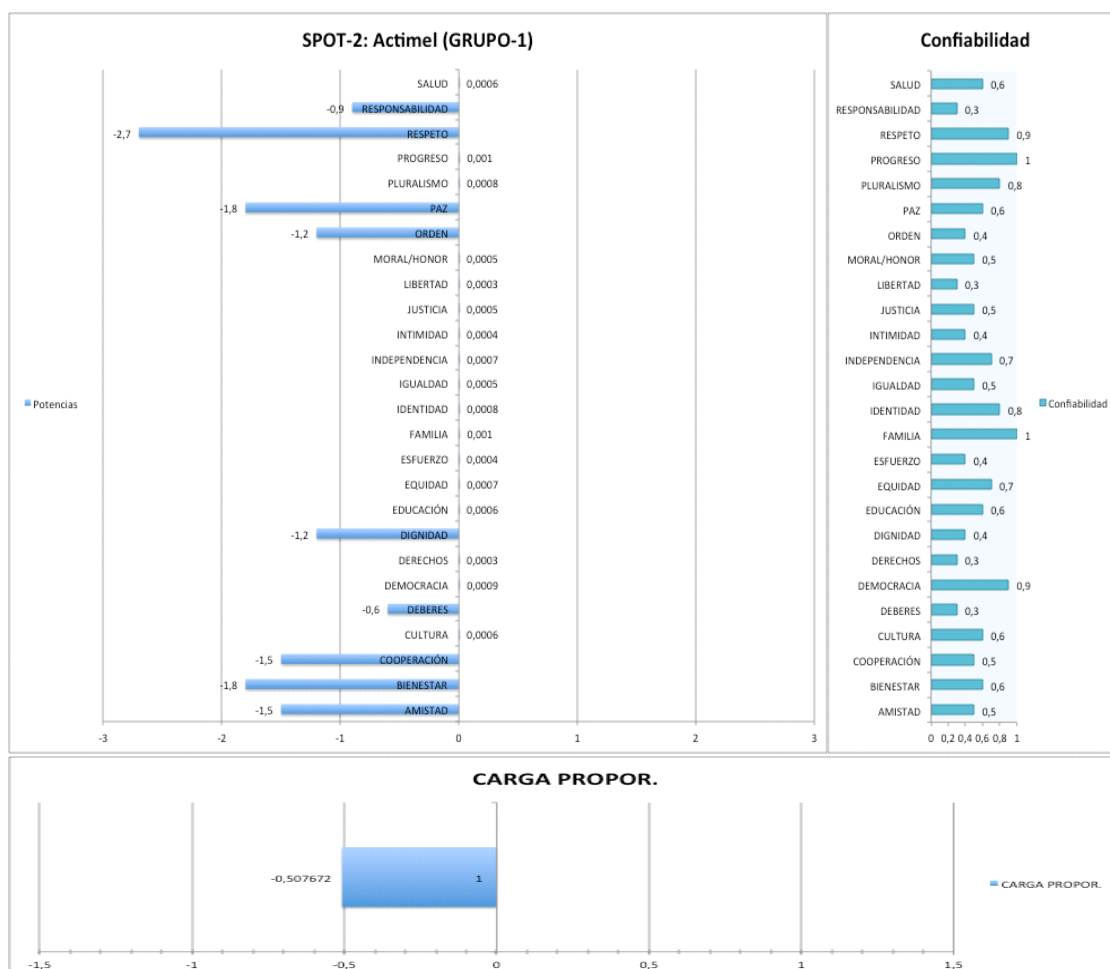 SPOT-2: Actimel (GRUPO-1)
-3 -2 -1 0 1 2 3
SALUD 0,0006
-0,9 RESPONSABILIDAD
-2,7 RESPETO
PROGRESO 0,001
PLURALISMO 0,0008
-1,8 PAZ
-1,2 ORDEN
MORAL/HONOR 0,0005
LIBERTAD 0,0003
JUSTICIA 0,0005
INTIMIDAD 0,0004
INDEPENDENCIA 0,0007
IGUALDAD 0,0005
Potencias
IDENTIDAD 0,0008
FAMILIA 0,001
ESFUERZO 0,0004
EQUIDAD 0,0007
EDUCACIÓN 0,0006
-1,2 DIGNIDAD
DERECHOS 0,0003
DEMOCRACIA 0,0009
-0,6 DEBERES
CULTURA 0,0006
-1,5 COOPERACIÓN
-1,8 BIENESTAR
-1,5 AMISTAD
Confiabilidad
SALUD 0,6
RESPONSABILIDAD 0,3
RESPETO 0,9
PROGRESO 1
PLURALISMO 0,8
PAZ 0,6
ORDEN 0,4
MORAL/HONOR 0,5
LIBERTAD 0,3
JUSTICIA 0,5
INTIMIDAD 0,4
INDEPENDENCIA 0,7
IGUALDAD 0,5
IDENTIDAD 0,8
Confiabilidad
FAMILIA 1
ESFUERZO 0,4
EQUIDAD 0,7
EDUCACIÓN 0,6
DIGNIDAD 0,4
DERECHOS 0,3
DEMOCRACIA 0,9
DEBERES 0,3
CULTURA 0,6
COOPERACIÓN 0,5
BIENESTAR 0,6
AMISTAD 0,5
0 0,2 0,4 0,6 0,8 1
CARGA PROPOR.
-0,507672 1
CARGA PROPOR.
-1,5 -1 -0,5 0 0,5 1 1,5